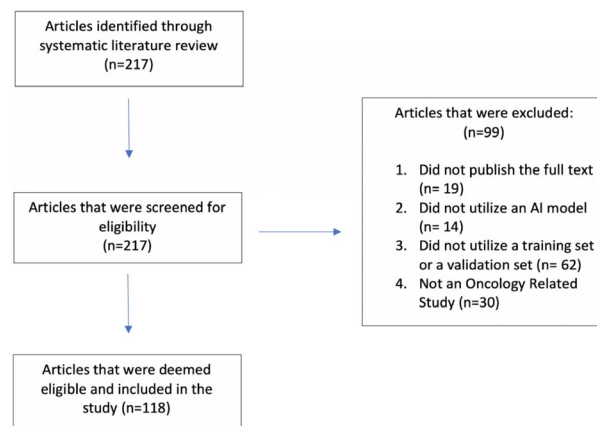 Articles identified through
systematic literature review
(n=217)
Articles that were screened for
eligibility
(n=217)
Articles that were excluded:
(n=99)
1. Did not publish the full text
(n= 19)
2. Did not utilize an AI model
(n= 14)
3. Did not utilize a training set
or a validation set (n= 62)
4. Not an Oncology Related
Study (n=30)
Articles that were deemed
eligible and included in the
study (n=118)